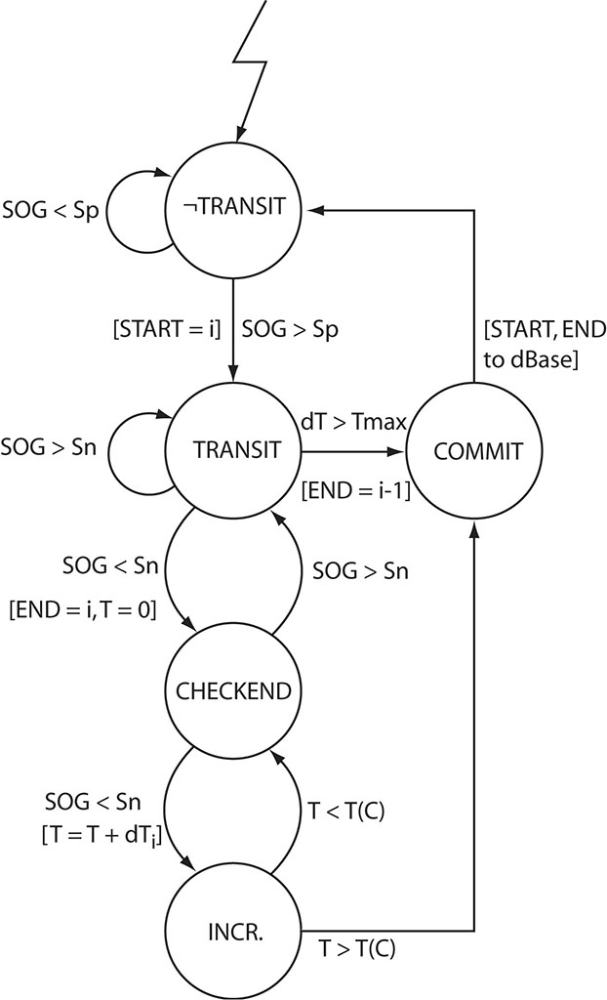 ¬TRANSIT
SOG < Sp
[START = i] SOG > Sp
[START, END
to dBase]
dT > Tmax
SOG > Sn
TRANSIT
COMMIT
[END = i-1]
SOG < Sn
SOG > Sn
[END = i, T = 0]
CHECKEND
SOG < Sn
T < T(C)
[T = T + dTi]
INCR.
T > T(C)